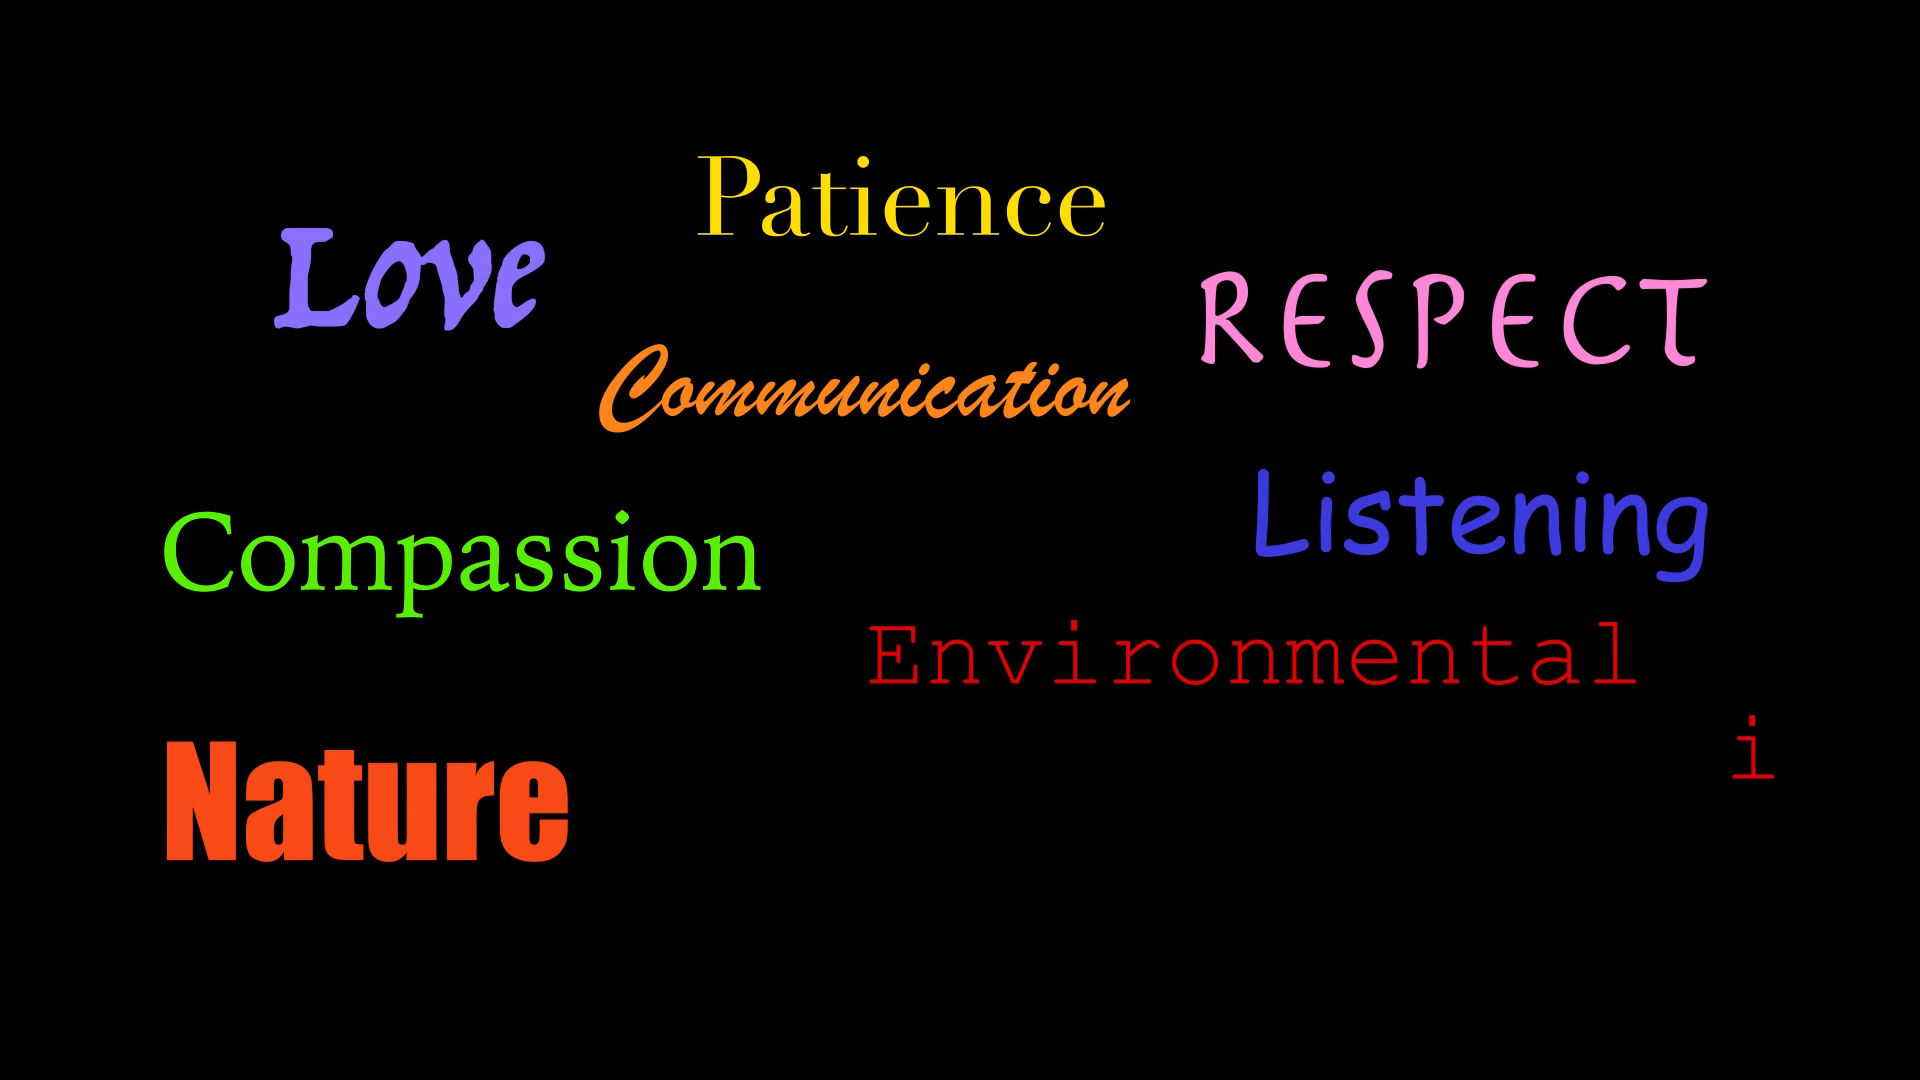 Patience
Love
RESPECT
Communication
Listening
Compassion
Environmental
i
Nature